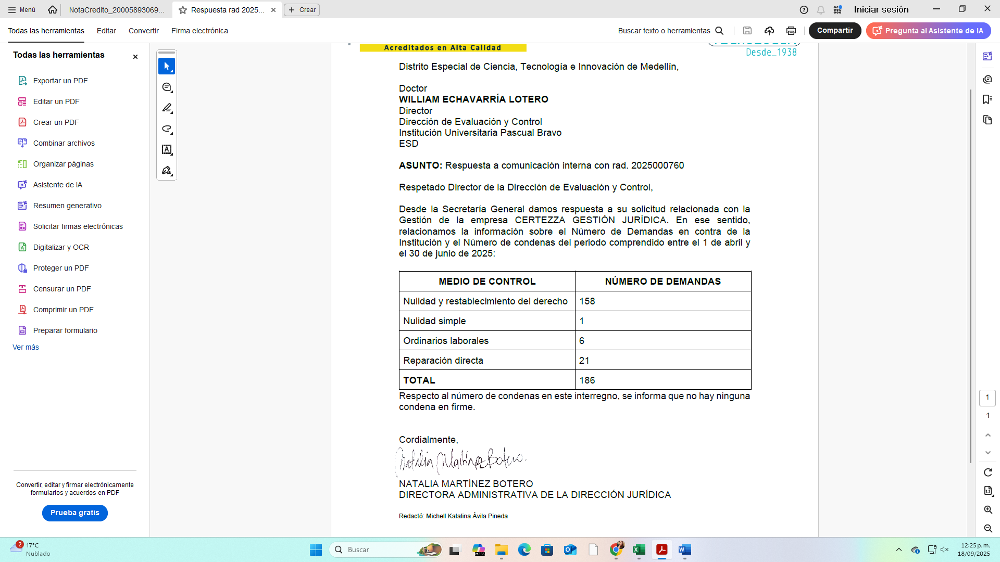 Menú
NotaCredito_20005893069...
Respuesta rad 2025...
Crear
Iniciar sesión
Todas las herramientas
Editar
Convertir
Firma electrónica
Buscar texto o herramientas
Compartir
Pregunta al Asistente de IA
Todas las herramientas
Exportar un PDF
Editar un PDF
Crear un PDF
Combinar archivos
Organizar páginas
Asistente de IA
Resumen generativo
Solicitar firmas electrónicas
Digitalizar y OCR
Proteger un PDF
Censurar un PDF
Comprimir un PDF
Preparar formulario
Ver más
Convertir, editar y firmar electrónicamente
formularios y acuerdos en PDF
Prueba gratis
Acreditados en Alta Calidad
Desde_1938
Distrito Especial de Ciencia, Tecnología e Innovación de Medellín,
Doctor
WILLIAM ECHAVARRÍA LOTERO
Director
Dirección de Evaluación y Control
Institución Universitaria Pascual Bravo
ESD
ASUNTO: Respuesta a comunicación interna con rad. 2025000760
Respetado Director de la Dirección de Evaluación y Control,
Desde la Secretaría General damos respuesta a su solicitud relacionada con la
Gestión de la empresa CERTEZZA GESTIÓN JURÍDICA. En ese sentido,
relacionamos la información sobre el Número de Demandas en contra de la
Institución y el Número de condenas del periodo comprendido entre el 1 de abril y
el 30 de junio de 2025:
MEDIO DE CONTROL NÚMERO DE DEMANDAS
Nulidad y restablecimiento del derecho 158
Nulidad simple 1
Ordinarios laborales 6
Reparación directa 21
TOTAL 186
Respecto al número de condenas en este interregno, se informa que no hay ninguna
condena en firme.
Cordialmente,
Natalia Martínez Botero.
NATALIA MARTÍNEZ BOTERO
DIRECTORA ADMINISTRATIVA DE LA DIRECCIÓN JURÍDICA
Redactó: Michell Katalina Ávila Pineda
1
1
2
17°C
Nublado
Buscar
M365
12:25 p. m.
18/09/2025